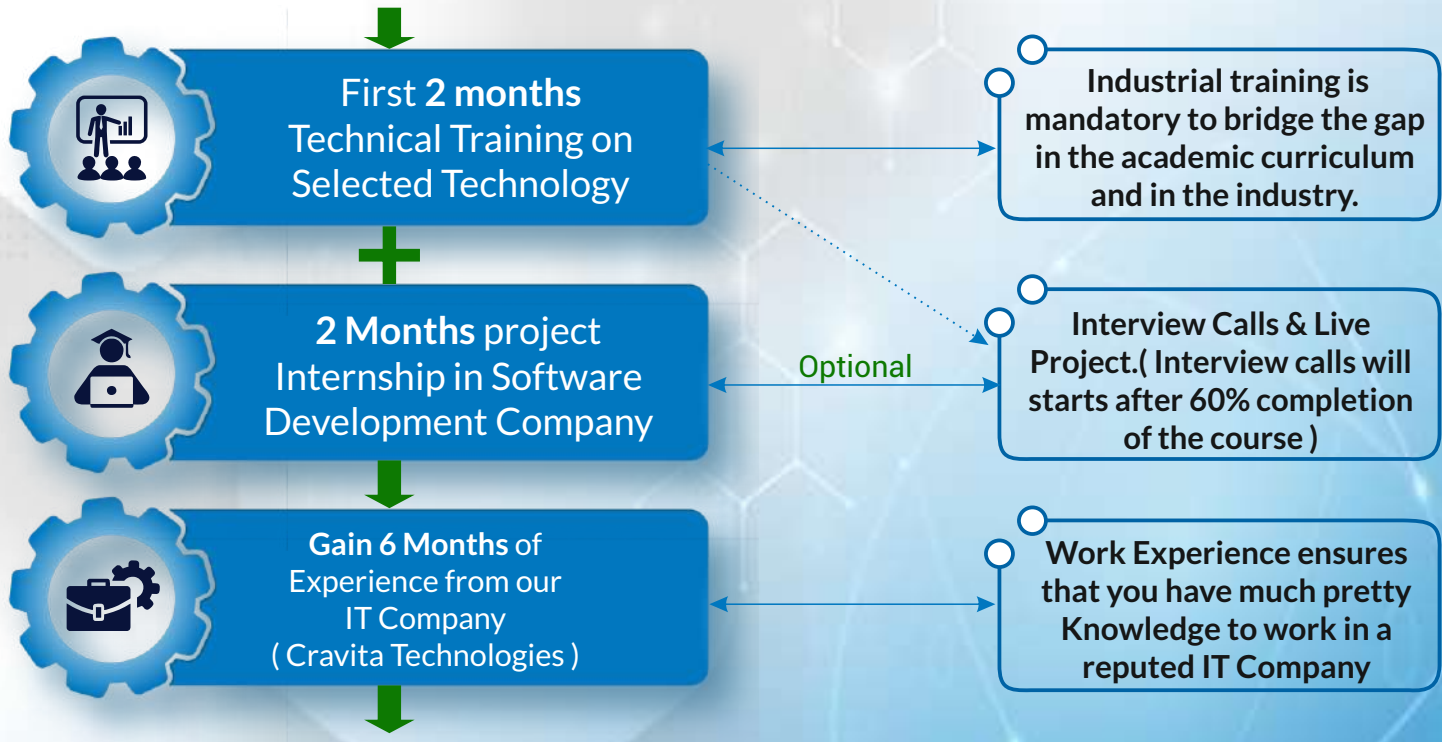 First 2 months
Technical Training on
Selected Technology
Industrial training is
mandatory to bridge the gap
in the academic curriculum
and in the industry.
2 Months project
Internship in Software
Development Company
Optional
Interview Calls & Live
Project.( Interview calls will
starts after 60% completion
of the course )
Gain 6 Months of
Experience from our
IT Company
( Cravita Technologies )
Work Experience ensures
that you have much pretty
Knowledge to work in a
reputed IT Company